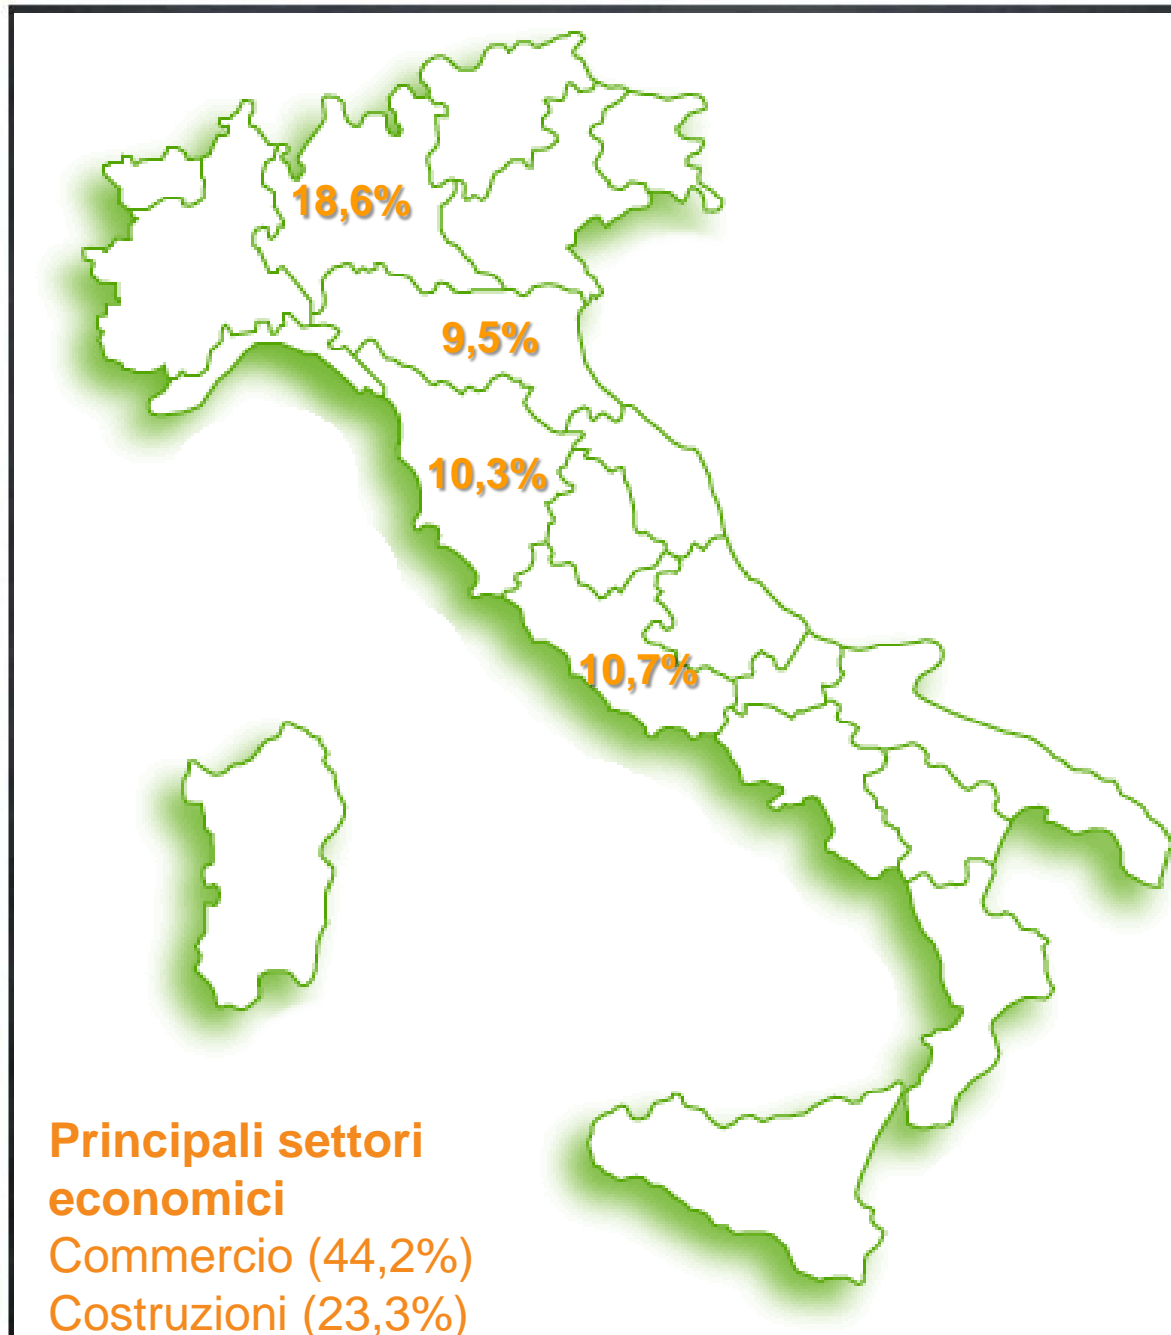 18,6%
9,5%
10,3%
10,7%
Principali settori
economici
Commercio (44,2%)
Costruzioni (23,3%)